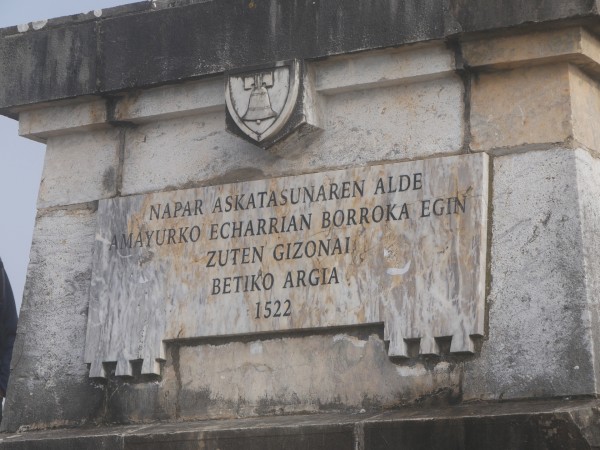 NAPAR ASKATASUNAREN ALDE
AMAYURKO ECHARRIAN BORROKA EGIN
ZUTEN GIZONAI
BETIKO ARGIA
1522